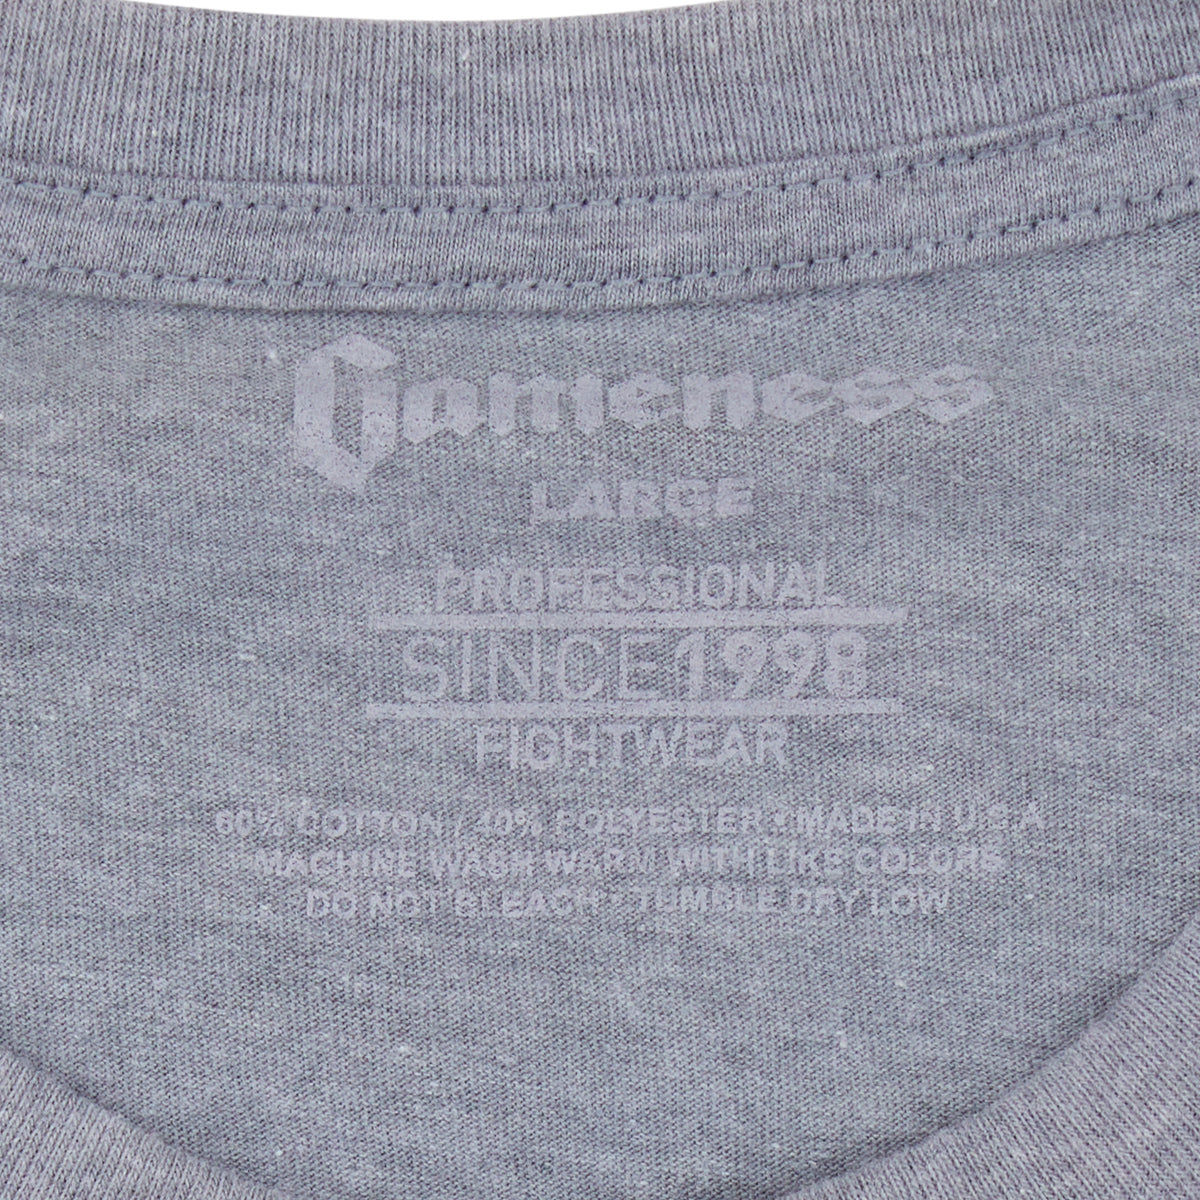 Gameness
LARGE
PROFESSIONAL
SINCE 1998
FIGHTWEAR
60% COTTON / 40% POLYESTER • MADE IN U.S.A
MACHINE WASH WARM WITH LIKE COLORS
DO NOT BLEACH • TUMBLE DRY LOW